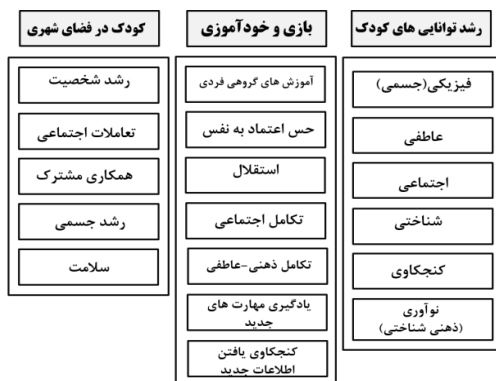 رشد توانایی های کودک
فیزیکی(جسمی)
عاطفی
اجتماعی
شناختی
کنجکاوی
نوآوری
(ذهنی شناختی)
بازی و خودآموزی
آموزش های گروهی فردی
حس اعتماد به نفس
استقلال
تکامل اجتماعی
تکامل ذهنی-عاطفی
یادگیری مهارت های
جدید
کنجکاوی یافتن
اطلاعات جدید
کودک در فضای شهری
رشد شخصیت
تعاملات اجتماعی
همکاری مشترک
رشد جسمی
سلامت